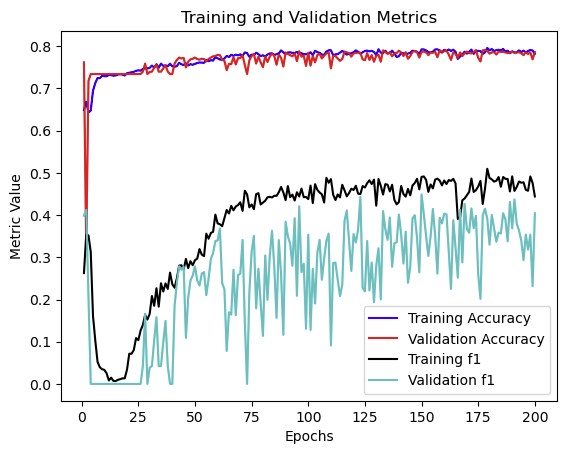 Training and Validation Metrics
Metric Value
0.8
0.7
0.6
0.5
0.4
0.3
0.2
0.1
0.0
Training Accuracy
Validation Accuracy
Training f1
Validation f1
0 25 50 75 100 125 150 175 200
Epochs